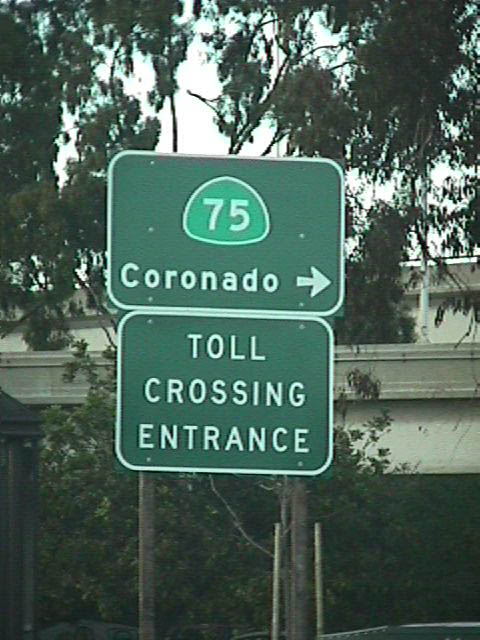 75
Coronado →
TOLL
CROSSING
ENTRANCE